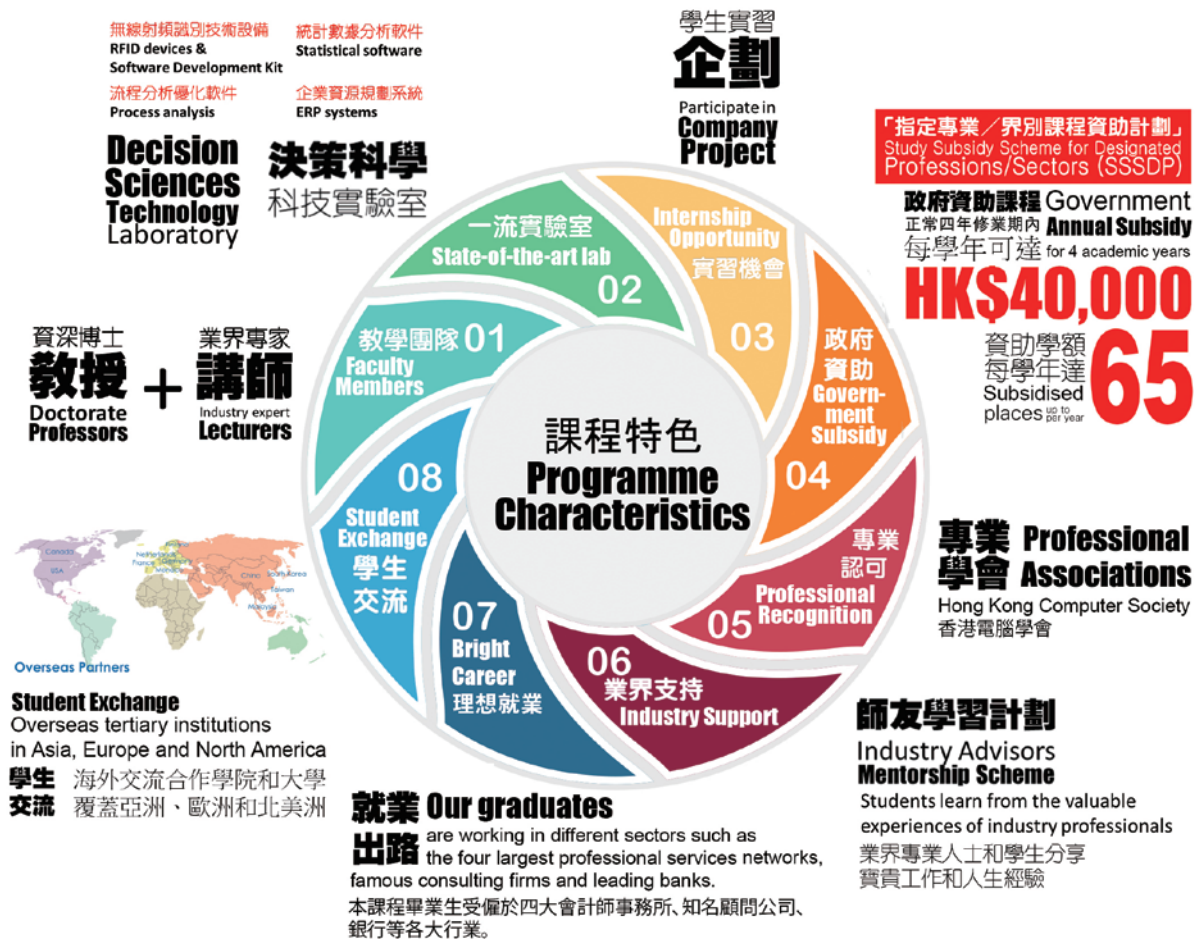 無線射頻識別技術設備
RFID devices &
Software Development Kit
統計數據分析軟件
Statistical software
流程分析優化軟件
Process analysis
企業資源規劃系統
ERP systems
Decision
Sciences
Technology
Laboratory
決策科學
科技實驗室
學生實習
企劃
Participate in
Company
Project
「指定專業／界別課程資助計劃」
Study Subsidy Scheme for Designated
Professions/Sectors (SSSDP)
政府資助課程 Government
正常四年修業期內 Annual Subsidy
每學年可達 for 4 academic years
HK$40,000
資助學額
每學年達
Subsidised
places up to per year
65
資深博士
教授
Doctorate
Professors
+
業界專家
講師
Industry expert
Lecturers
課程特色
Programme
Characteristics
教學團隊 01
Faculty
Members
一流實驗室
State-of-the-art lab
02
Internship
Opportunity
實習機會
03
政府
資助
Govern-
ment
Subsidy
04
專業
認可
Professional
05 Recognition
06
業界支持
Industry Support
07
Bright
Career
理想就業
08
Student
Exchange
學生
交流
專業 Professional
學會 Associations
Hong Kong Computer Society
香港電腦學會
師友學習計劃
Industry Advisors
Mentorship Scheme
Students learn from the valuable
experiences of industry professionals
業界專業人士和學生分享
寶貴工作和人生經驗
就業 Our graduates
出路 are working in different sectors such as
the four largest professional services networks,
famous consulting firms and leading banks.
本課程畢業生受僱於四大會計師事務所、知名顧問公司、
銀行等各大行業。
Canada
USA
Netherlands
France
Germany
Monaco
China
South Korea
Taiwan
Malaysia
Overseas Partners
Student Exchange
Overseas tertiary institutions
in Asia, Europe and North America
學生 海外交流合作學院和大學
交流 覆蓋亞洲、歐洲和北美洲